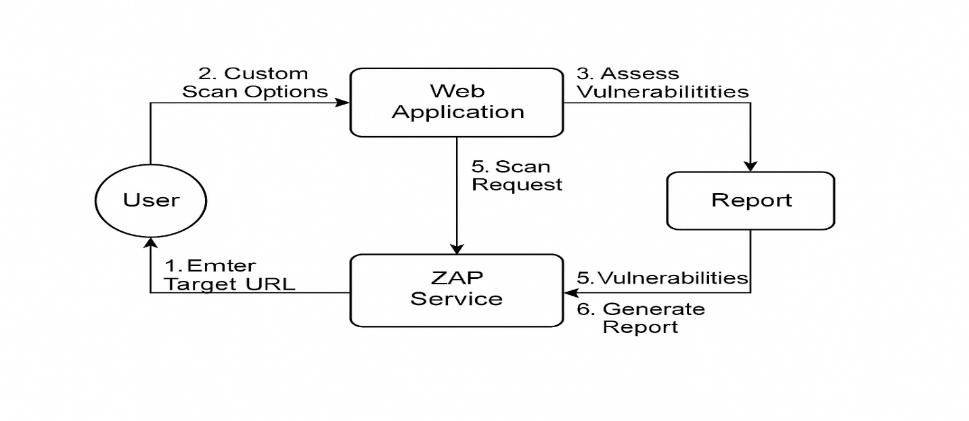 2. Custom
Scan Options
Web
Application
3. Assess
Vulnerabilitities
5. Scan
Request
User
Report
1. Emter
Target URL
ZAP
Service
5. Vulnerabilities
6. Generate
Report